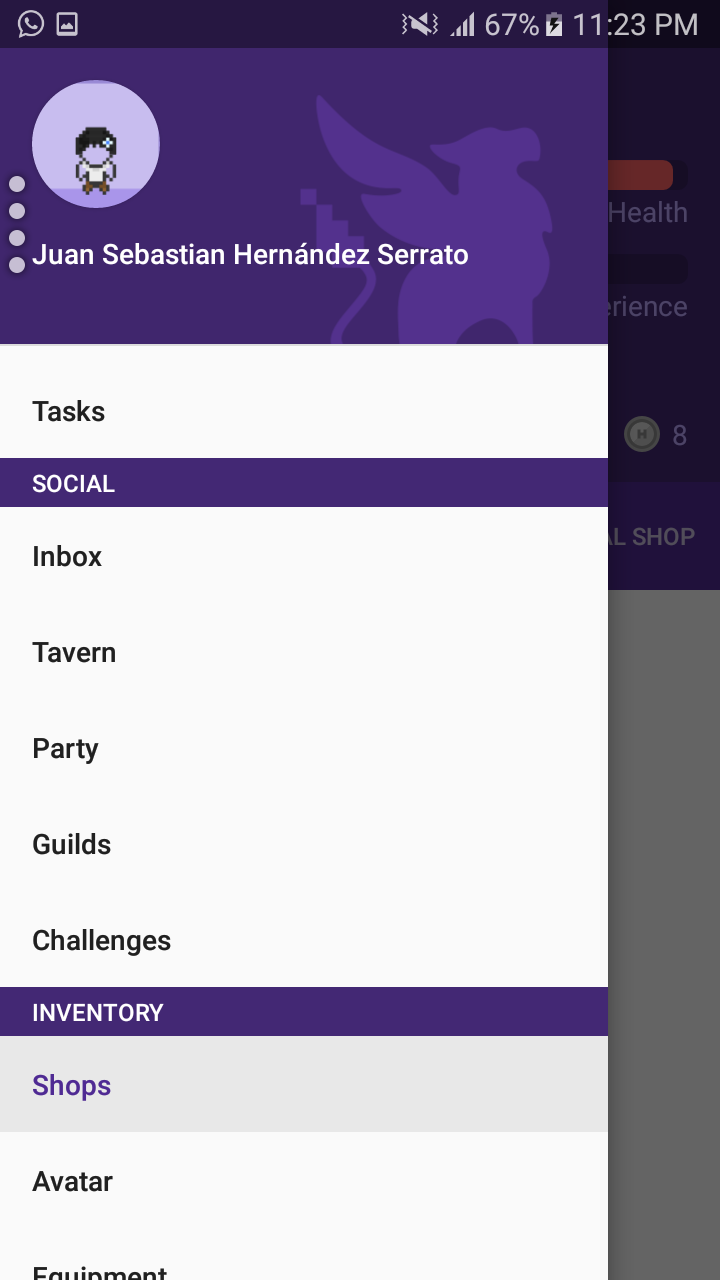 67% 11:23 PM
Health
Juan Sebastian Hernández Serrato
erience
Tasks
8
SOCIAL
AL SHOP
Inbox
Tavern
Party
Guilds
Challenges
INVENTORY
Shops
Avatar
Equipment